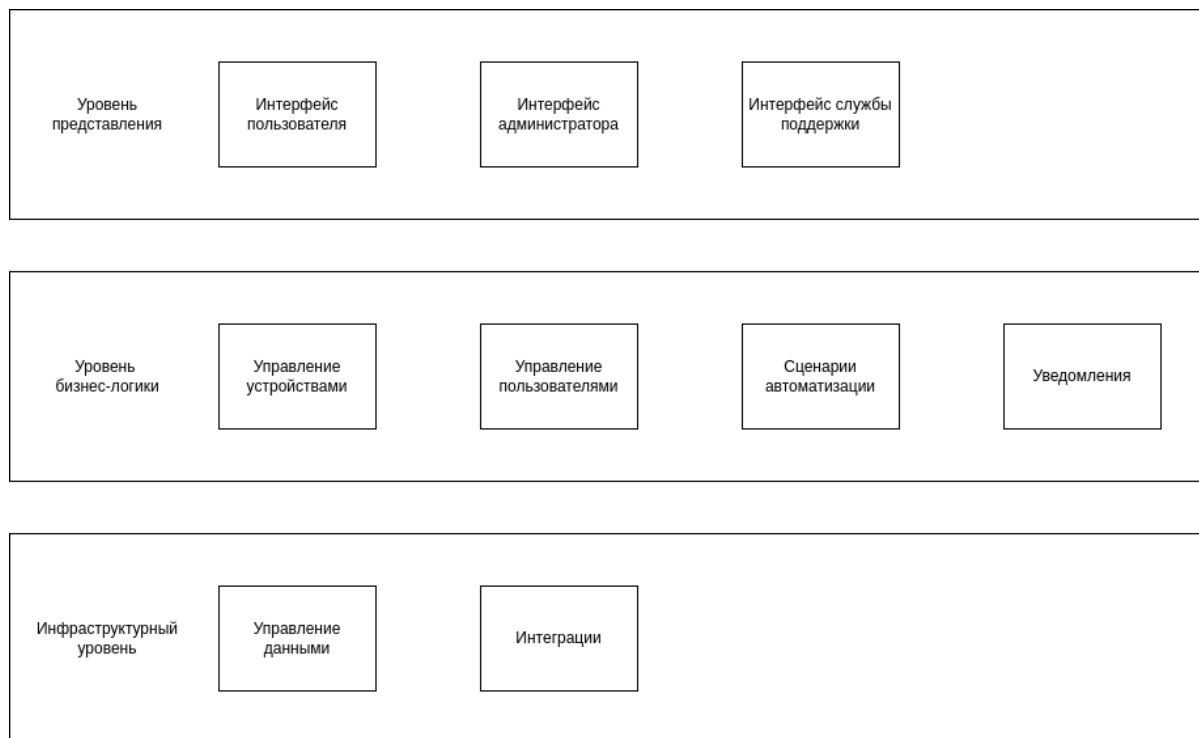 Уровень
представления
Интерфейс
пользователя
Интерфейс
администратора
Интерфейс службы
поддержки
Уровень
бизнес-логики
Управление
устройствами
Управление
пользователями
Сценарии
автоматизации
Уведомления
Инфраструктурный
уровень
Управление
данными
Интеграции